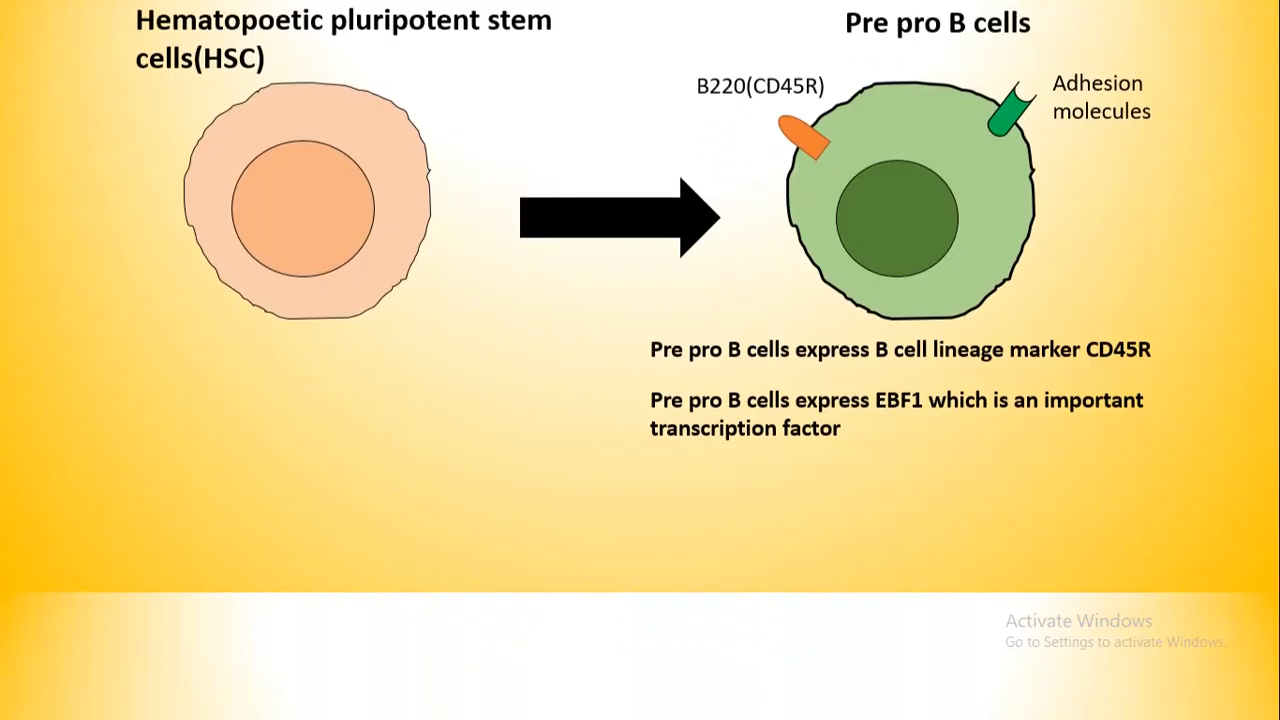 Hematopoetic pluripotent stem
cells(HSC)
Pre pro B cells
B220(CD45R)
Adhesion
molecules
Pre pro B cells express B cell lineage marker CD45R
Pre pro B cells express EBF1 which is an important
transcription factor
Activate Windows
Go to Settings to activate Windows.